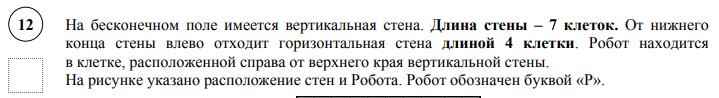 12
На бесконечном поле имеется вертикальная стена. Длина стены – 7 клеток. От нижнего
конца стены влево отходит горизонтальная стена длиной 4 клетки. Робот находится
в клетке, расположенной справа от верхнего края вертикальной стены.
На рисунке указано расположение стен и Робота. Робот обозначен буквой «Р».